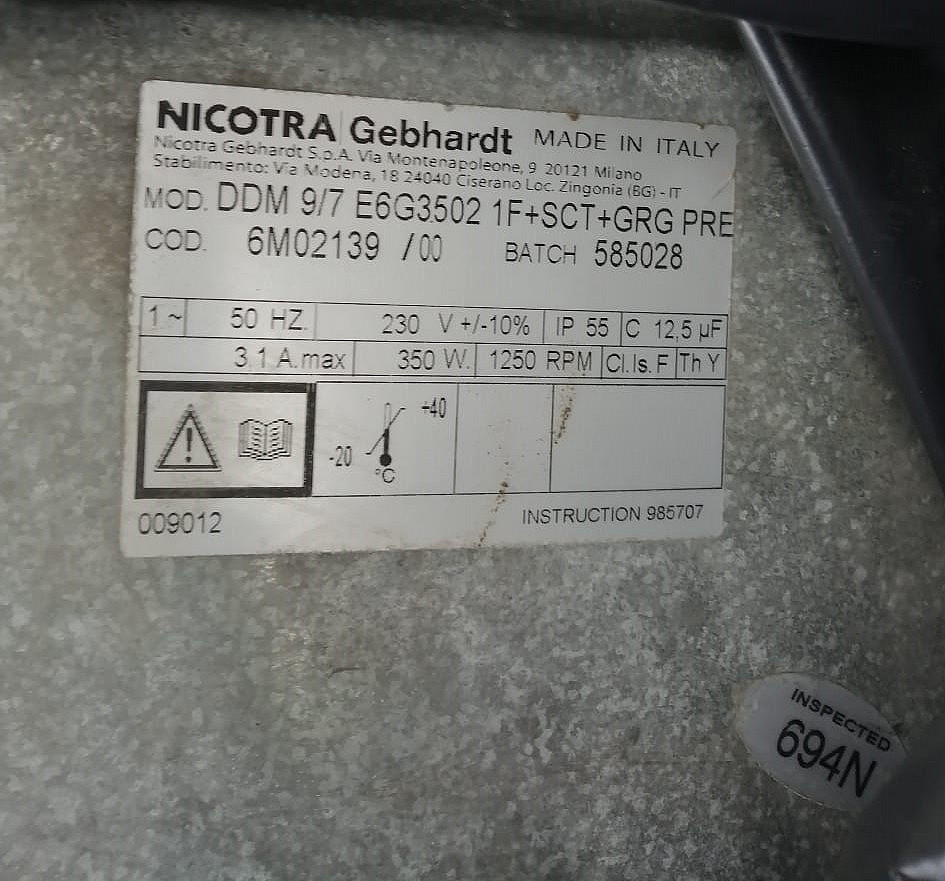 NICOTRA Gebhardt MADE IN ITALY
Nicotra Gebhardt S.p.A. Via Montenapoleone, 9 20121 Milano
Stabilimento: Via Modena, 18 24040 Ciserano Loc. Zingonia (BG) - IT
MOD. DDM 9/7 E6G3502 1F+SCT+GRG PRE
COD. 6M02139 /00 BATCH 585028
1 ~ 50 HZ. 230 V +/-10% IP 55 C 12,5 µF
3.1 A.max 350 W. 1250 RPM Cl.Is. F Th Y
-20 °C +40
009012 INSTRUCTION 985707
INSPECTED
694N